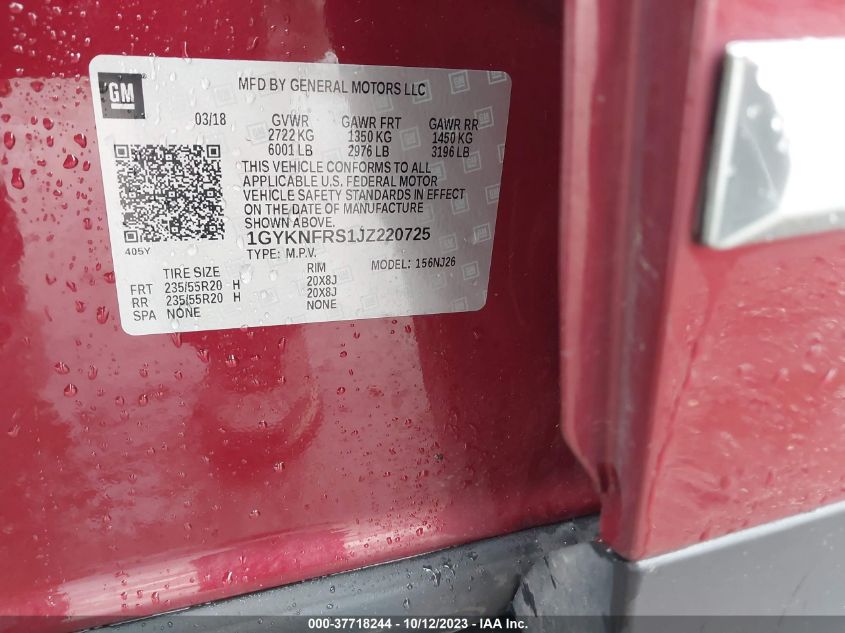 GM
MFD BY GENERAL MOTORS LLC
03/18 GVWR GAWR FRT GAWR RR
2722 KG 1350 KG 1450 KG
6001 LB 2976 LB 3196 LB
THIS VEHICLE CONFORMS TO ALL
APPLICABLE U.S. FEDERAL MOTOR
VEHICLE SAFETY STANDARDS IN EFFECT
ON THE DATE OF MANUFACTURE
SHOWN ABOVE.
1GYKNFRS1JZ220725
405Y
TYPE: M.P.V. MODEL: 156NJ26
TIRE SIZE RIM
FRT 235/55R20 H 20X8J
RR 235/55R20 H 20X8J
SPA NONE NONE
000-37718244 - 10/12/2023 - IAA Inc.